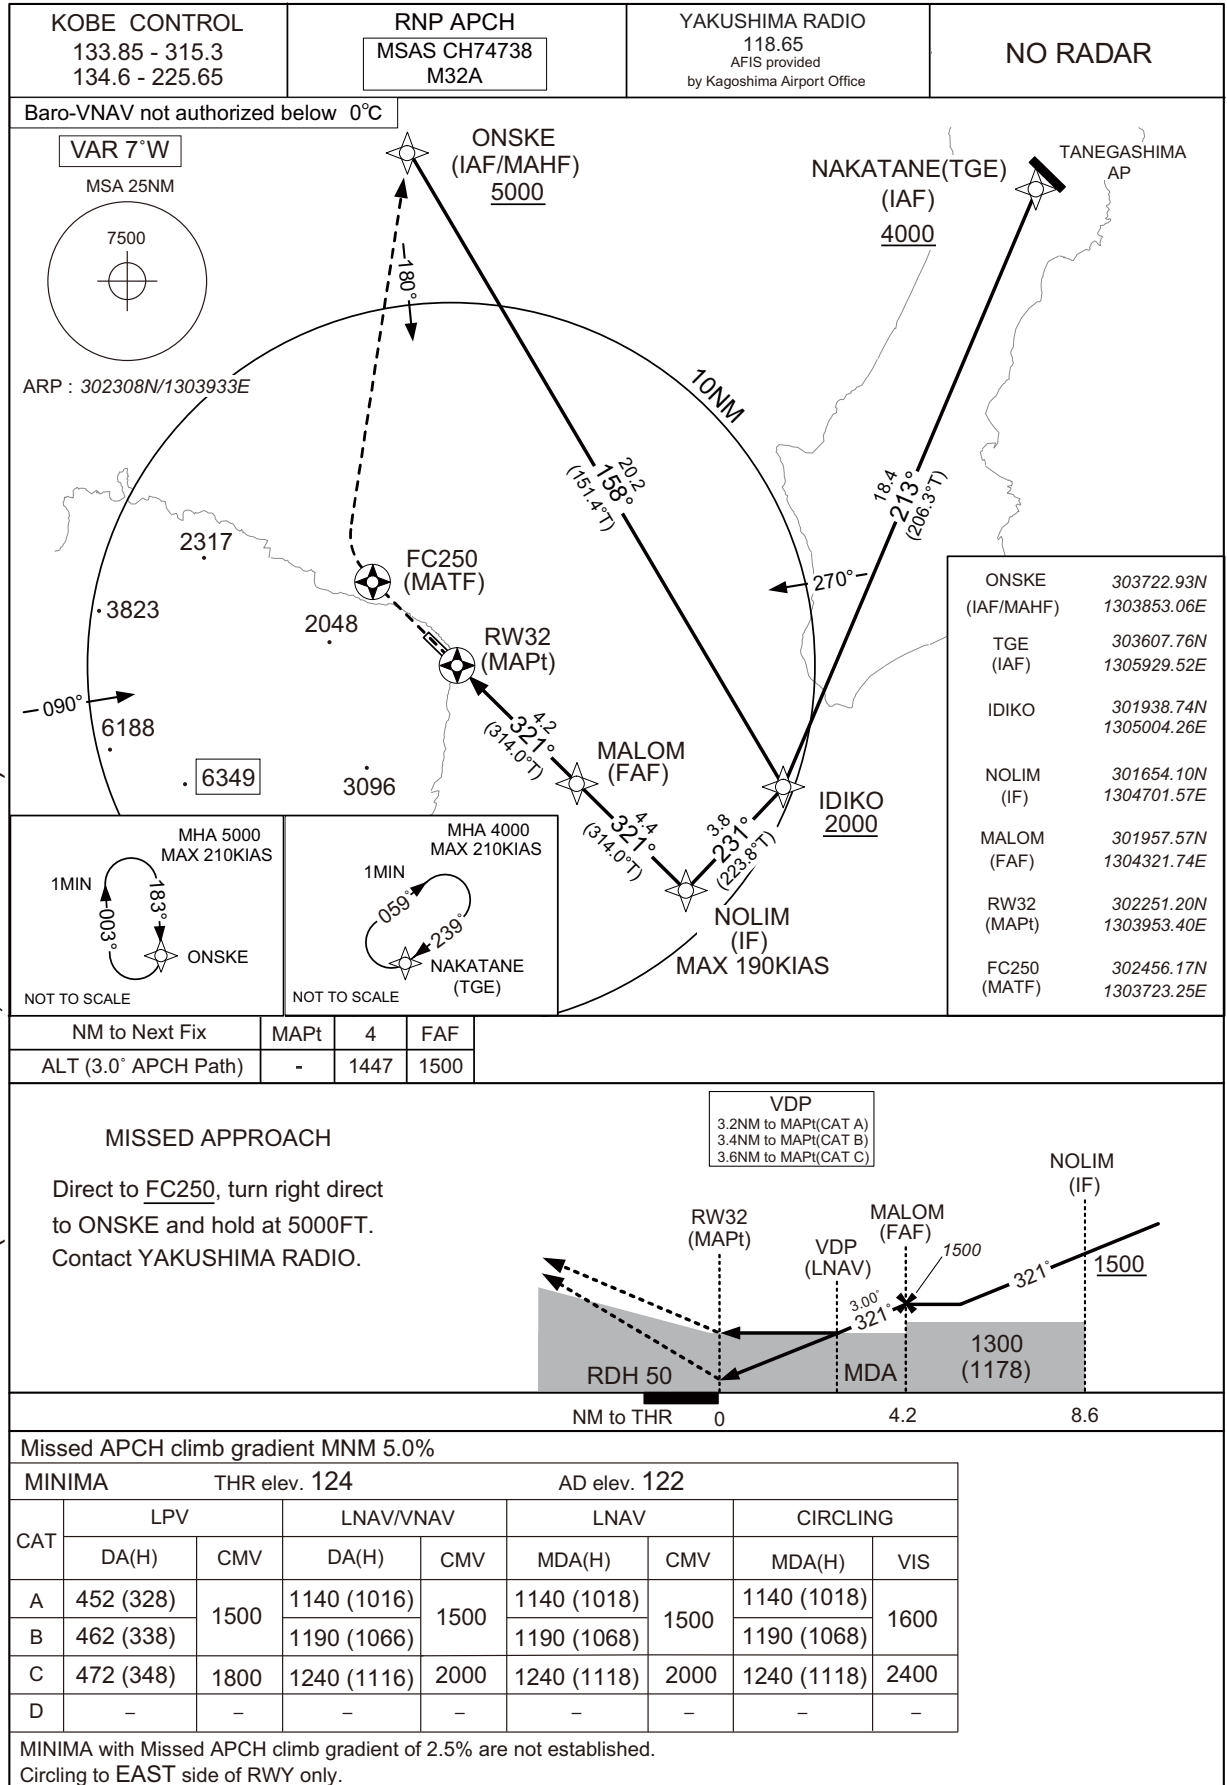 KOBE CONTROL
133.85 - 315.3
134.6 - 225.65
RNP APCH
MSAS CH74738
M32A
YAKUSHIMA RADIO
118.65
AFIS provided
by Kagoshima Airport Office
NO RADAR
Baro-VNAV not authorized below 0°C
VAR 7°W
MSA 25NM
7500
ARP : 302308N/1303933E
ONSKE
(IAF/MAHF)
5000
NAKATANE(TGE)
(IAF)
4000
TANEGASHIMA
AP
180°
10NM
20.2
158°
(151.4°T)
18.4
213°
(206.3°T)
2317
3823
2048
FC250
(MATF)
RW32
(MAPt)
270°
090°
6188
6349
3096
4.2
321°
(314.0°T)
MALOM
(FAF)
4.4
321°
(314.0°T)
3.8
231°
(223.8°T)
IDIKO
2000
NOLIM
(IF)
MAX 190KIAS
ONSKE 303722.93N
(IAF/MAHF) 1303853.06E
TGE 303607.76N
(IAF) 1305929.52E
IDIKO 301938.74N
1305004.26E
NOLIM 301654.10N
(IF) 1304701.57E
MALOM 301957.57N
(FAF) 1304321.74E
RW32 302251.20N
(MAPt) 1303953.40E
FC250 302456.17N
(MATF) 1303723.25E
MHA 5000
MAX 210KIAS
1MIN
003°
183°
ONSKE
NOT TO SCALE
MHA 4000
MAX 210KIAS
1MIN
059°
239°
NAKATANE
(TGE)
NOT TO SCALE
NM to Next Fix MAPt 4 FAF
ALT (3.0° APCH Path) - 1447 1500
MISSED APPROACH
Direct to FC250, turn right direct
to ONSKE and hold at 5000FT.
Contact YAKUSHIMA RADIO.
VDP
3.2NM to MAPt(CAT A)
3.4NM to MAPt(CAT B)
3.6NM to MAPt(CAT C)
RW32
(MAPt)
VDP
(LNAV)
MALOM
(FAF)
1500
NOLIM
(IF)
1500
321°
3.00°
321°
RDH 50
MDA
1300
(1178)
NM to THR 0 4.2 8.6
Missed APCH climb gradient MNM 5.0%
MINIMA THR elev. 124 AD elev. 122
CAT LPV LNAV/VNAV LNAV CIRCLING
DA(H) CMV DA(H) CMV MDA(H) CMV MDA(H) VIS
A 452 (328) 1500 1140 (1016) 1500 1140 (1018) 1500 1140 (1018) 1600
B 462 (338) 1190 (1066) 1190 (1068) 1190 (1068)
C 472 (348) 1800 1240 (1116) 2000 1240 (1118) 2000 1240 (1118) 2400
D – – – – – – – –
MINIMA with Missed APCH climb gradient of 2.5% are not established.
Circling to EAST side of RWY only.